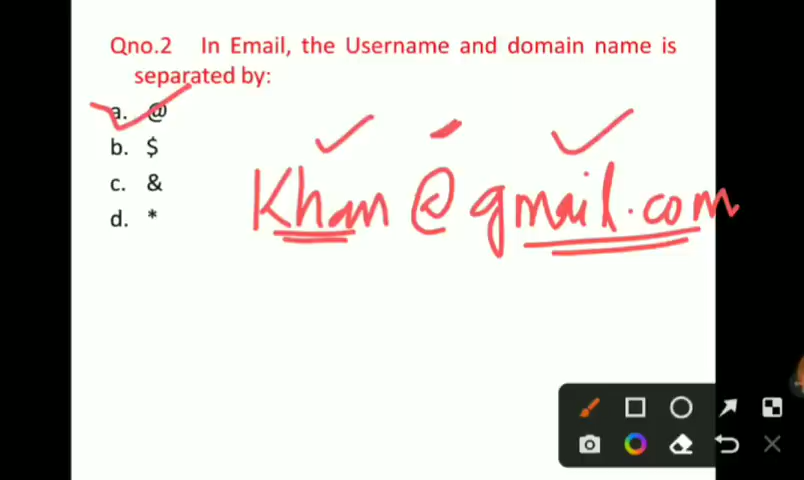 Qno.2 In Email, the Username and domain name is
separated by:
a. @
b. $
c. &
d. *
Khan @ gmail.com